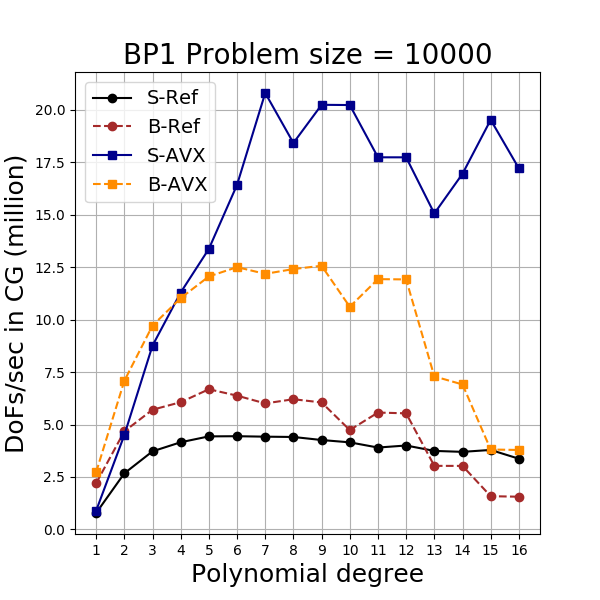 BP1 Problem size = 10000
S-Ref
B-Ref
S-AVX
B-AVX
DoFs/sec in CG (million)
20.0
17.5
15.0
12.5
10.0
7.5
5.0
2.5
0.0
1 2 3 4 5 6 7 8 9 10 11 12 13 14 15 16
Polynomial degree